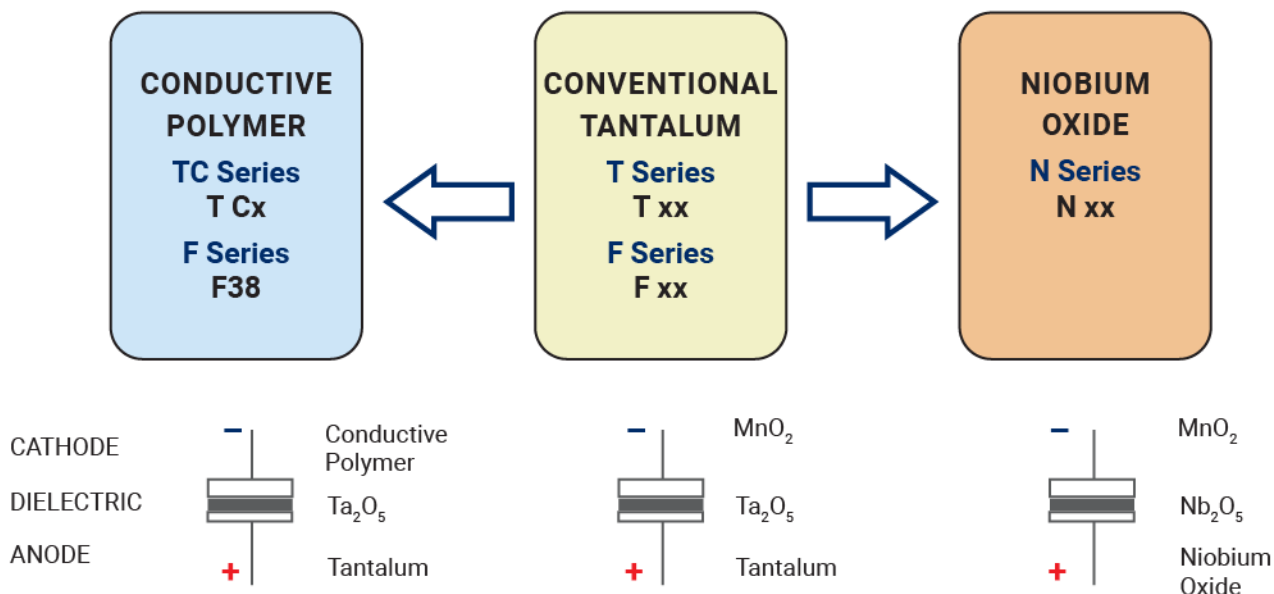 CONDUCTIVE
POLYMER
TC Series
T Cx
F Series
F38
CONVENTIONAL
TANTALUM
T Series
T xx
F Series
F xx
NIOBIUM
OXIDE
N Series
N xx
CATHODE
DIELECTRIC
ANODE
−
Conductive
Polymer
Ta₂O₅
+
Tantalum
−
MnO₂
Ta₂O₅
+
Tantalum
−
MnO₂
Nb₂O₅
+
Niobium
Oxide